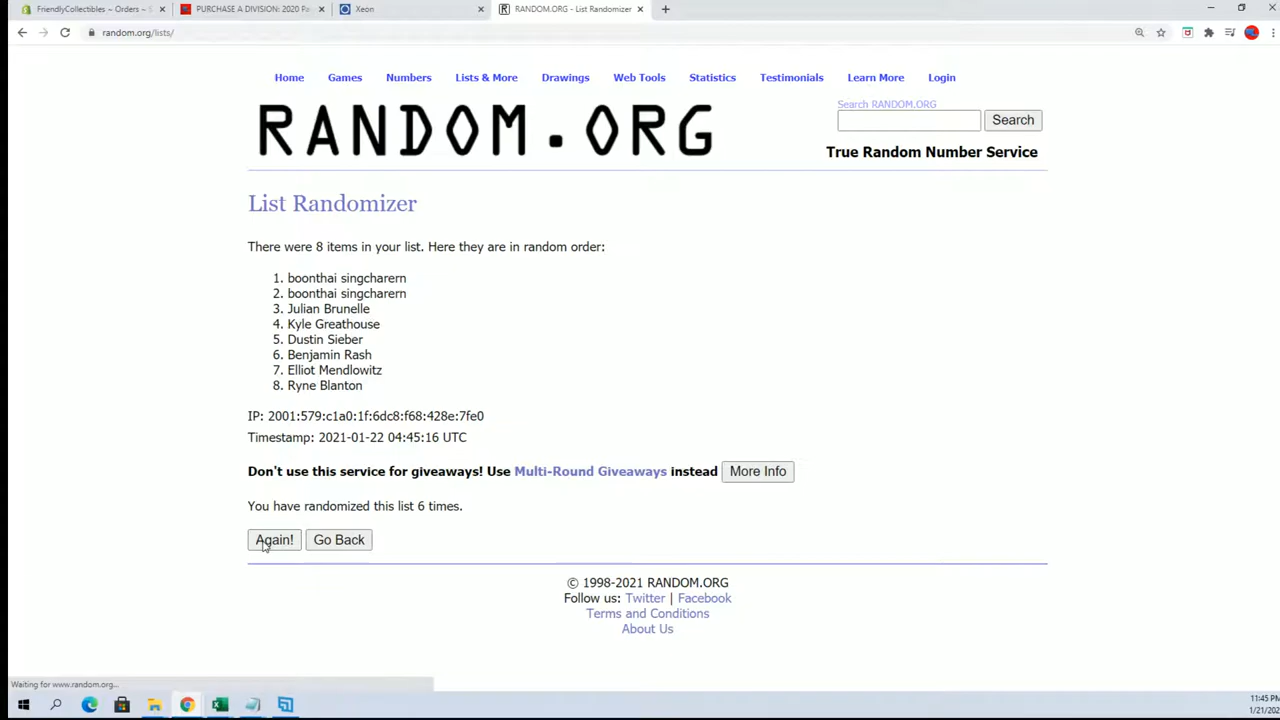 FriendlyCollectibles ~ Orders ~ S
PURCHASE A DIVISION: 2020 Pa
Xeon
RANDOM.ORG - List Randomizer
random.org/lists/
Home Games Numbers Lists & More Drawings Web Tools Statistics Testimonials Learn More Login
RANDOM.ORG
Search RANDOM.ORG
Search
True Random Number Service
List Randomizer
There were 8 items in your list. Here they are in random order:
1. boonthai singcharern
2. boonthai singcharern
3. Julian Brunelle
4. Kyle Greathouse
5. Dustin Sieber
6. Benjamin Rash
7. Elliot Mendlowitz
8. Ryne Blanton
IP: 2001:579:c1a0:1f:6dc8:f68:428e:7fe0
Timestamp: 2021-01-22 04:45:16 UTC
Don't use this service for giveaways! Use Multi-Round Giveaways instead More Info
You have randomized this list 6 times.
Again! Go Back
© 1998-2021 RANDOM.ORG
Follow us: Twitter | Facebook
Terms and Conditions
About Us
Waiting for www.random.org...
11:45 PM
1/21/202